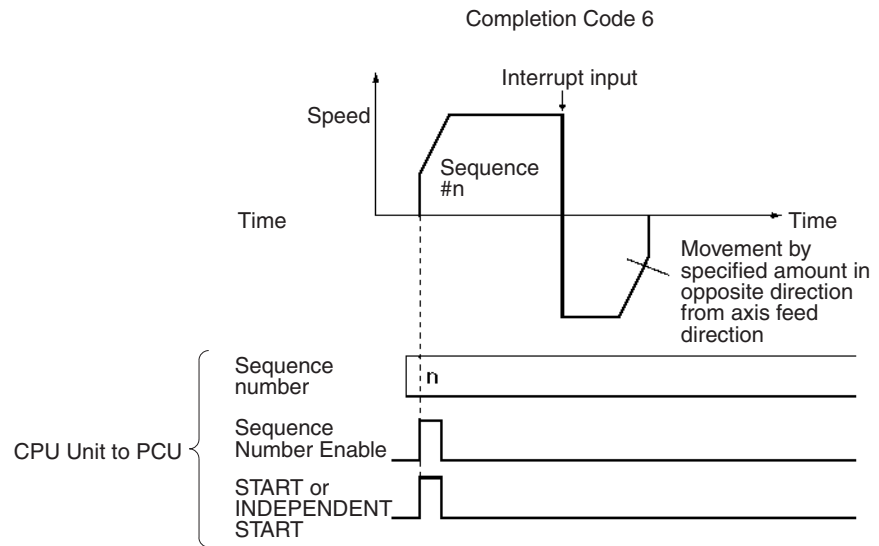 Completion Code 6
Interrupt input
Speed
Sequence
#n
Time
Time
Movement by
specified amount in
opposite direction
from axis feed
direction
Sequence
number
n
Sequence
Number Enable
CPU Unit to PCU
START or
INDEPENDENT
START